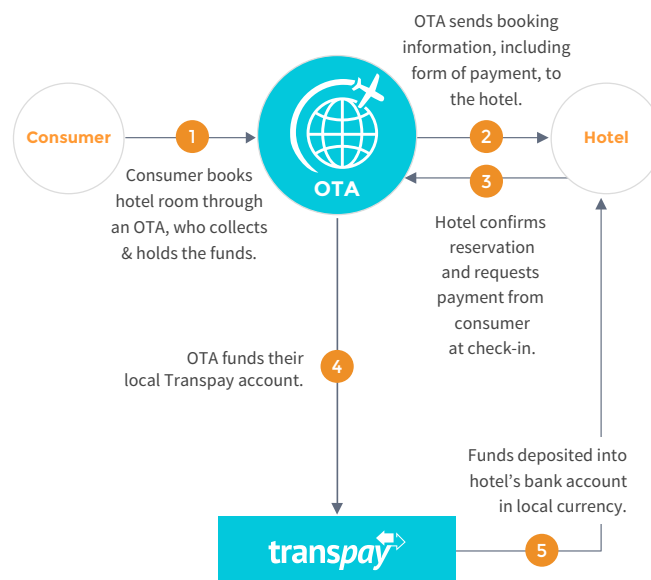 OTA sends booking
information, including
form of payment, to
the hotel.
Consumer
1
OTA
2
Hotel
3
Consumer books
hotel room through
an OTA, who collects
& holds the funds.
Hotel confirms
reservation
and requests
payment from
consumer
at check-in.
OTA funds their
local Transpay account.
4
Funds deposited into
hotel's bank account
in local currency.
transpay
5